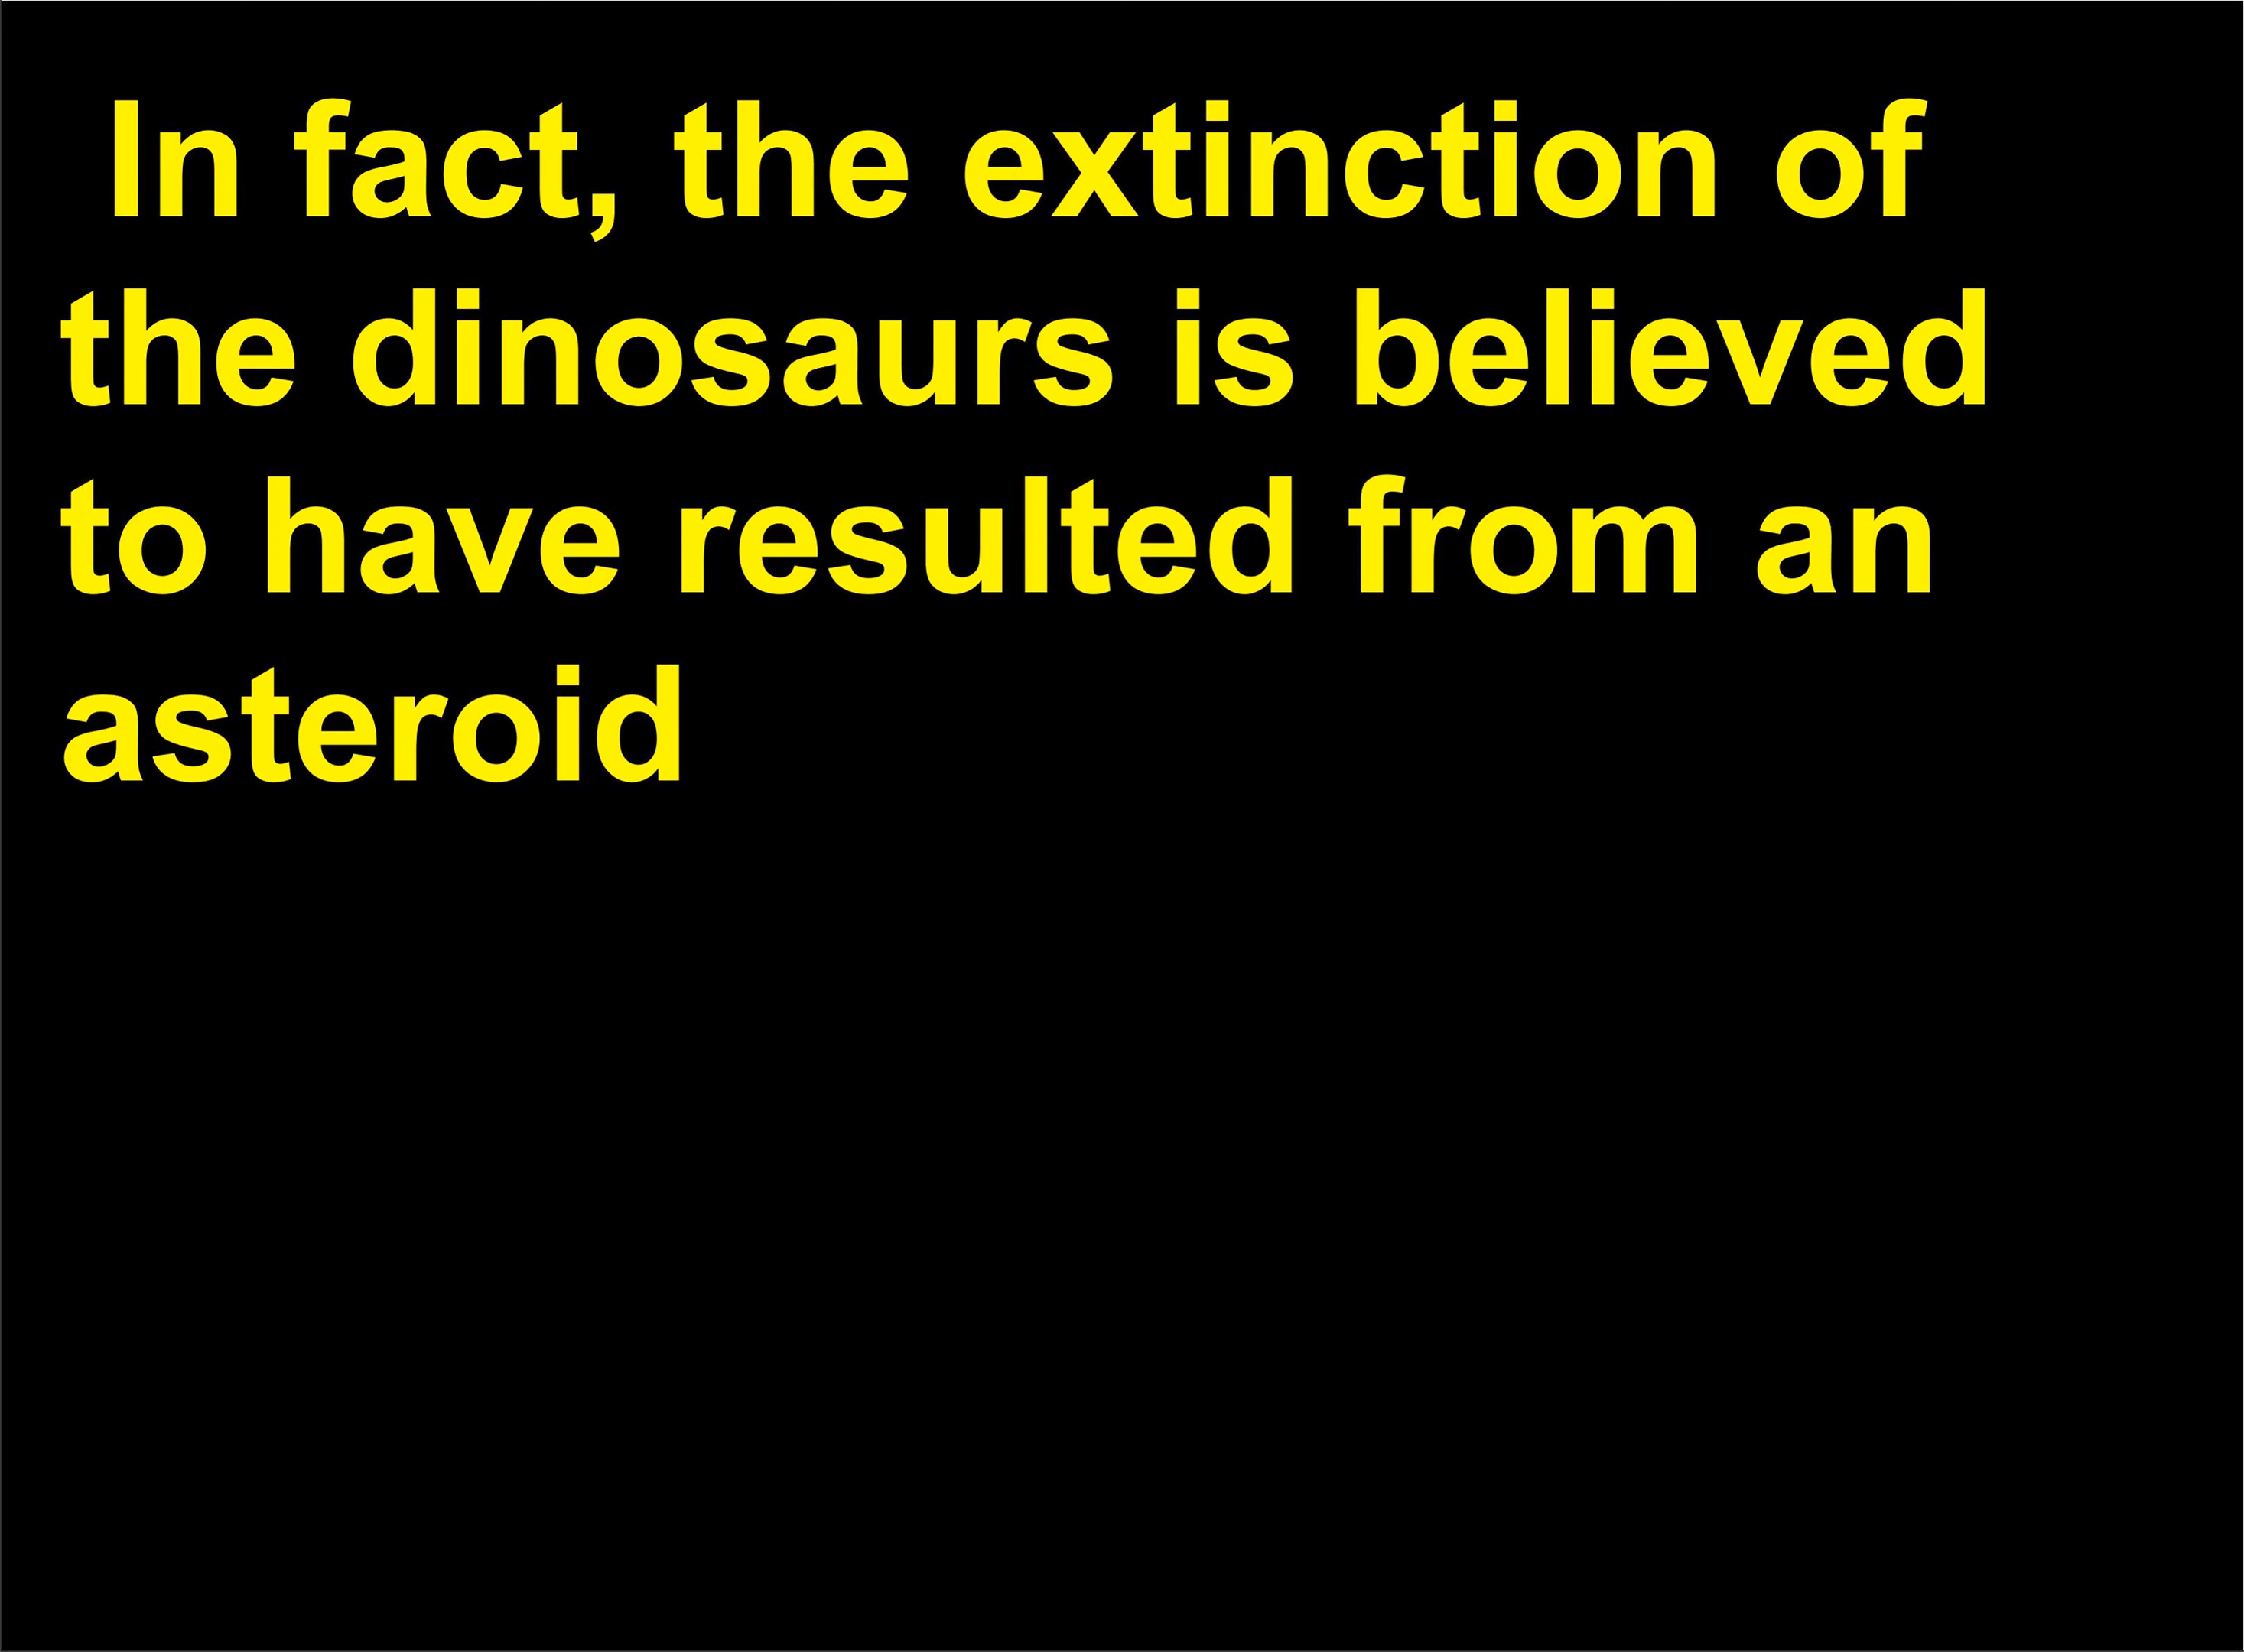 In fact, the extinction of
the dinosaurs is believed
to have resulted from an
asteroid